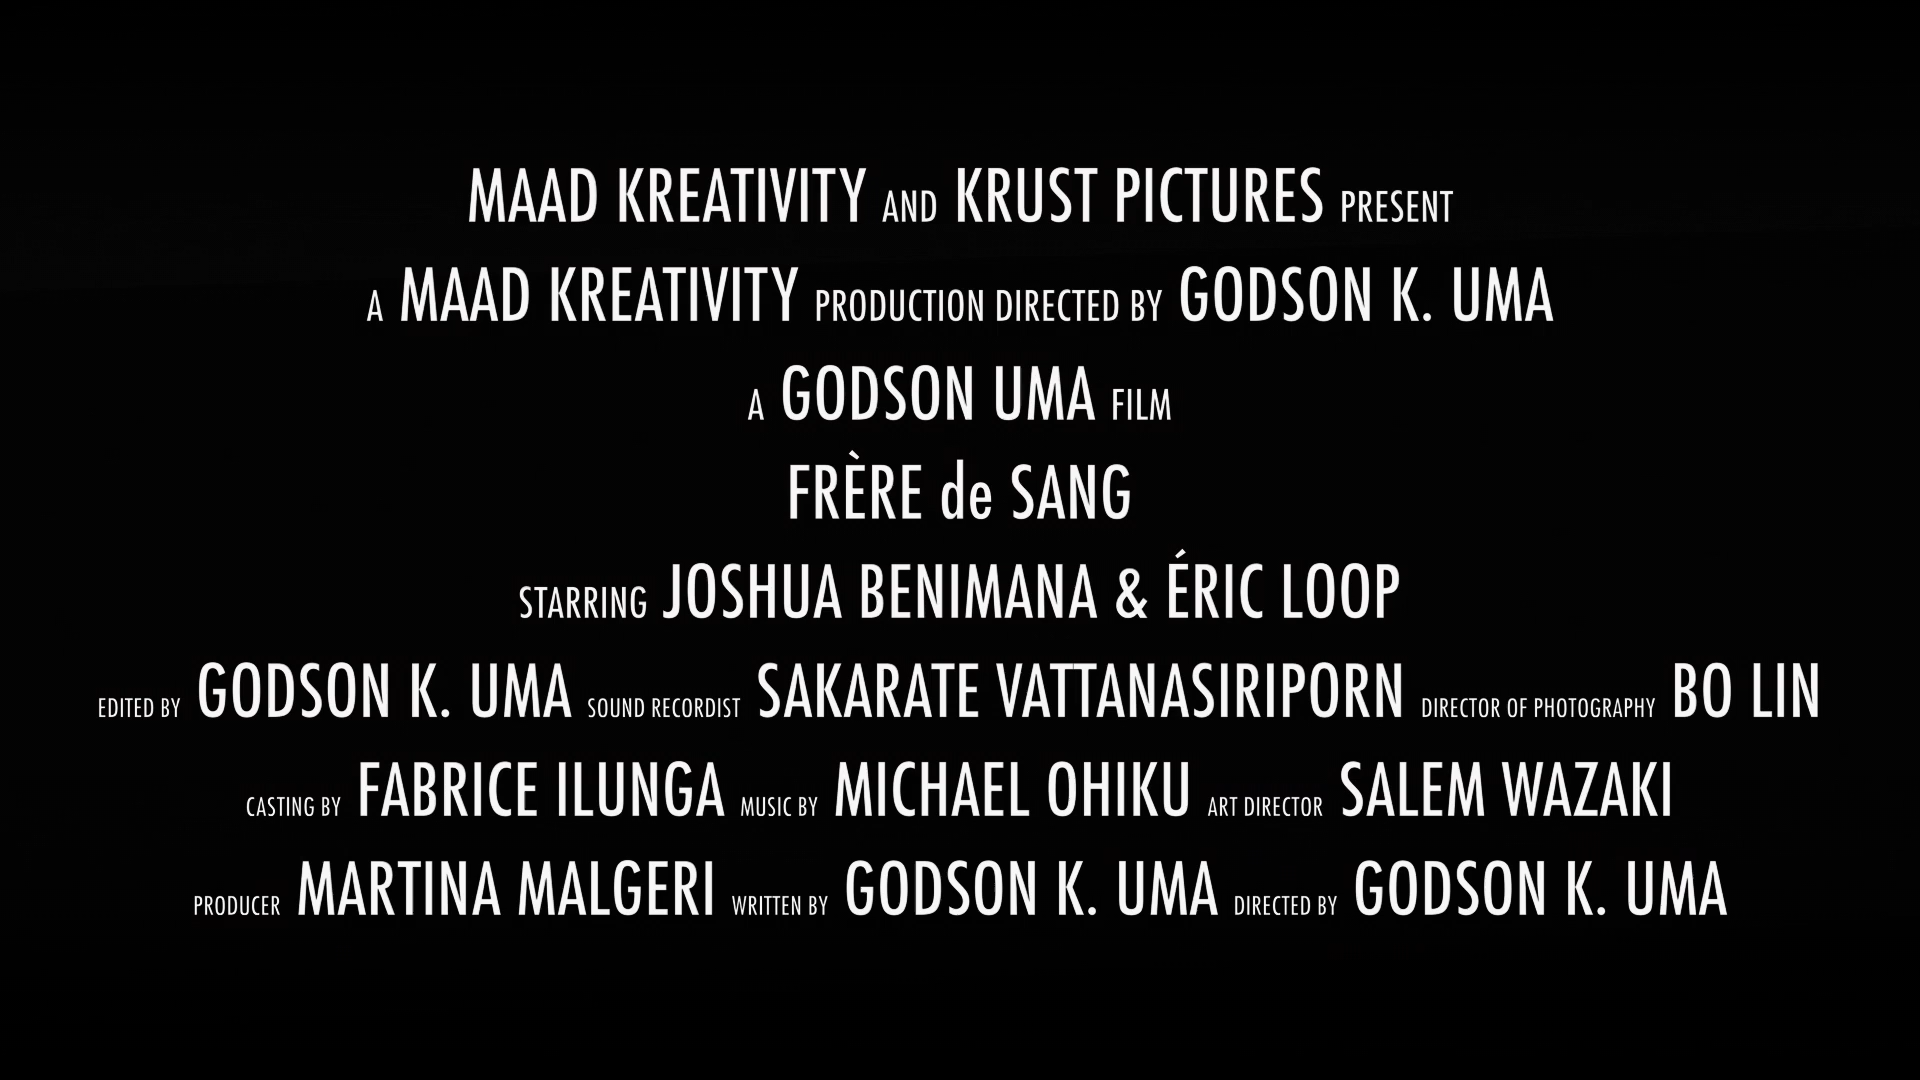 MAAD KREATIVITY AND KRUST PICTURES PRESENT
A MAAD KREATIVITY PRODUCTION DIRECTED BY GODSON K. UMA
A GODSON UMA FILM
FRÈRE de SANG
STARRING JOSHUA BENIMANA & ÉRIC LOOP
EDITED BY GODSON K. UMA SOUND RECORDIST SAKARATE VATTANASIRIPORN DIRECTOR OF PHOTOGRAPHY BO LIN
CASTING BY FABRICE ILUNGA MUSIC BY MICHAEL OHIKU ART DIRECTOR SALEM WAZAKI
PRODUCER MARTINA MALGERI WRITTEN BY GODSON K. UMA DIRECTED BY GODSON K. UMA